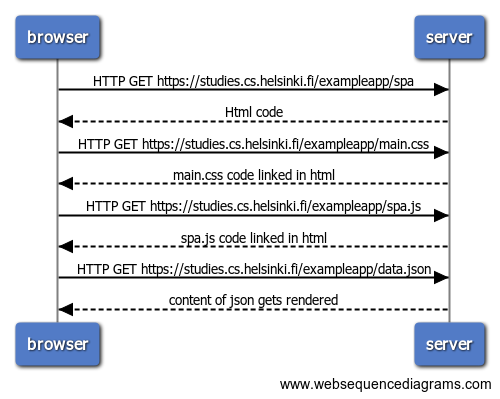 browser server
HTTP GET https://studies.cs.helsinki.fi/exampleapp/spa
Html code
HTTP GET https://studies.cs.helsinki.fi/exampleapp/main.css
main.css code linked in html
HTTP GET https://studies.cs.helsinki.fi/exampleapp/spa.js
spa.js code linked in html
HTTP GET https://studies.cs.helsinki.fi/exampleapp/data.json
content of json gets rendered
browser server
www.websequencediagrams.com